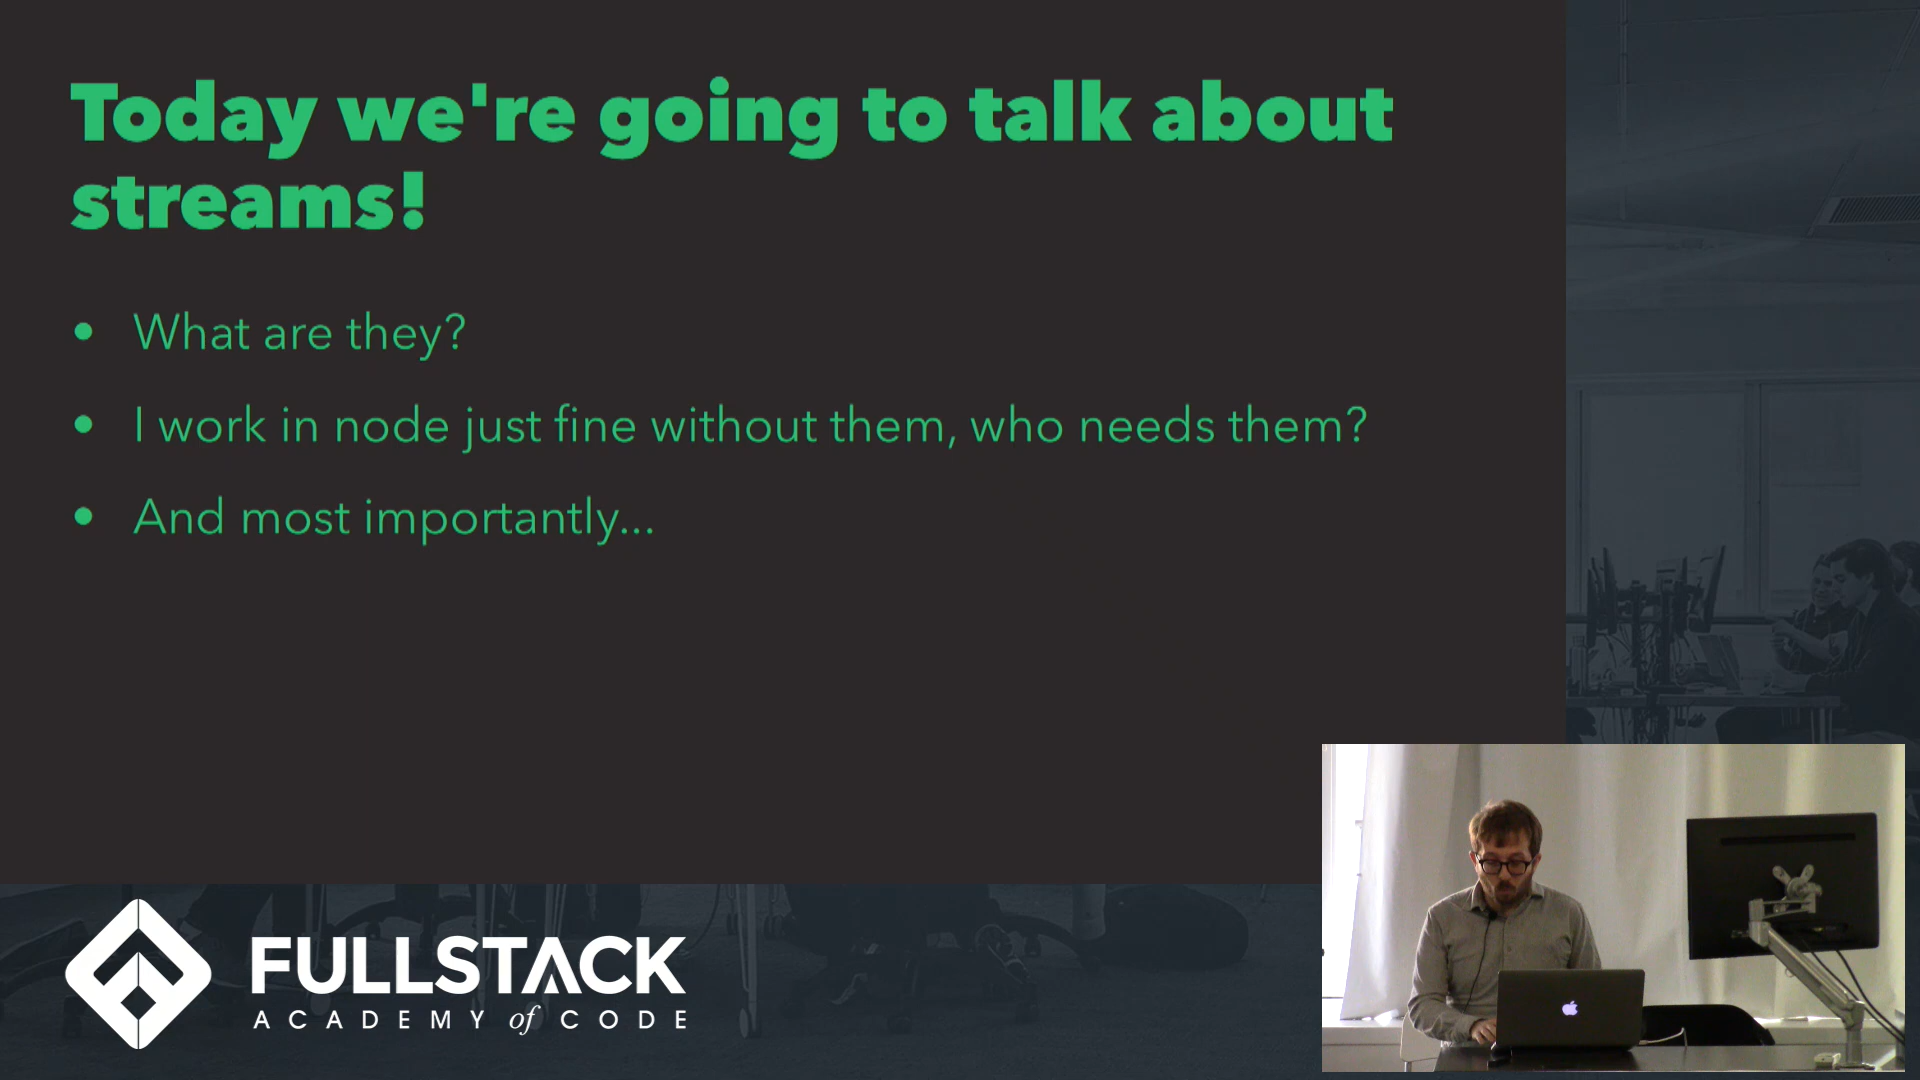 Today we're going to talk about
streams!
• What are they?
• I work in node just fine without them, who needs them?
• And most importantly...
FULLSTACK
ACADEMY of CODE